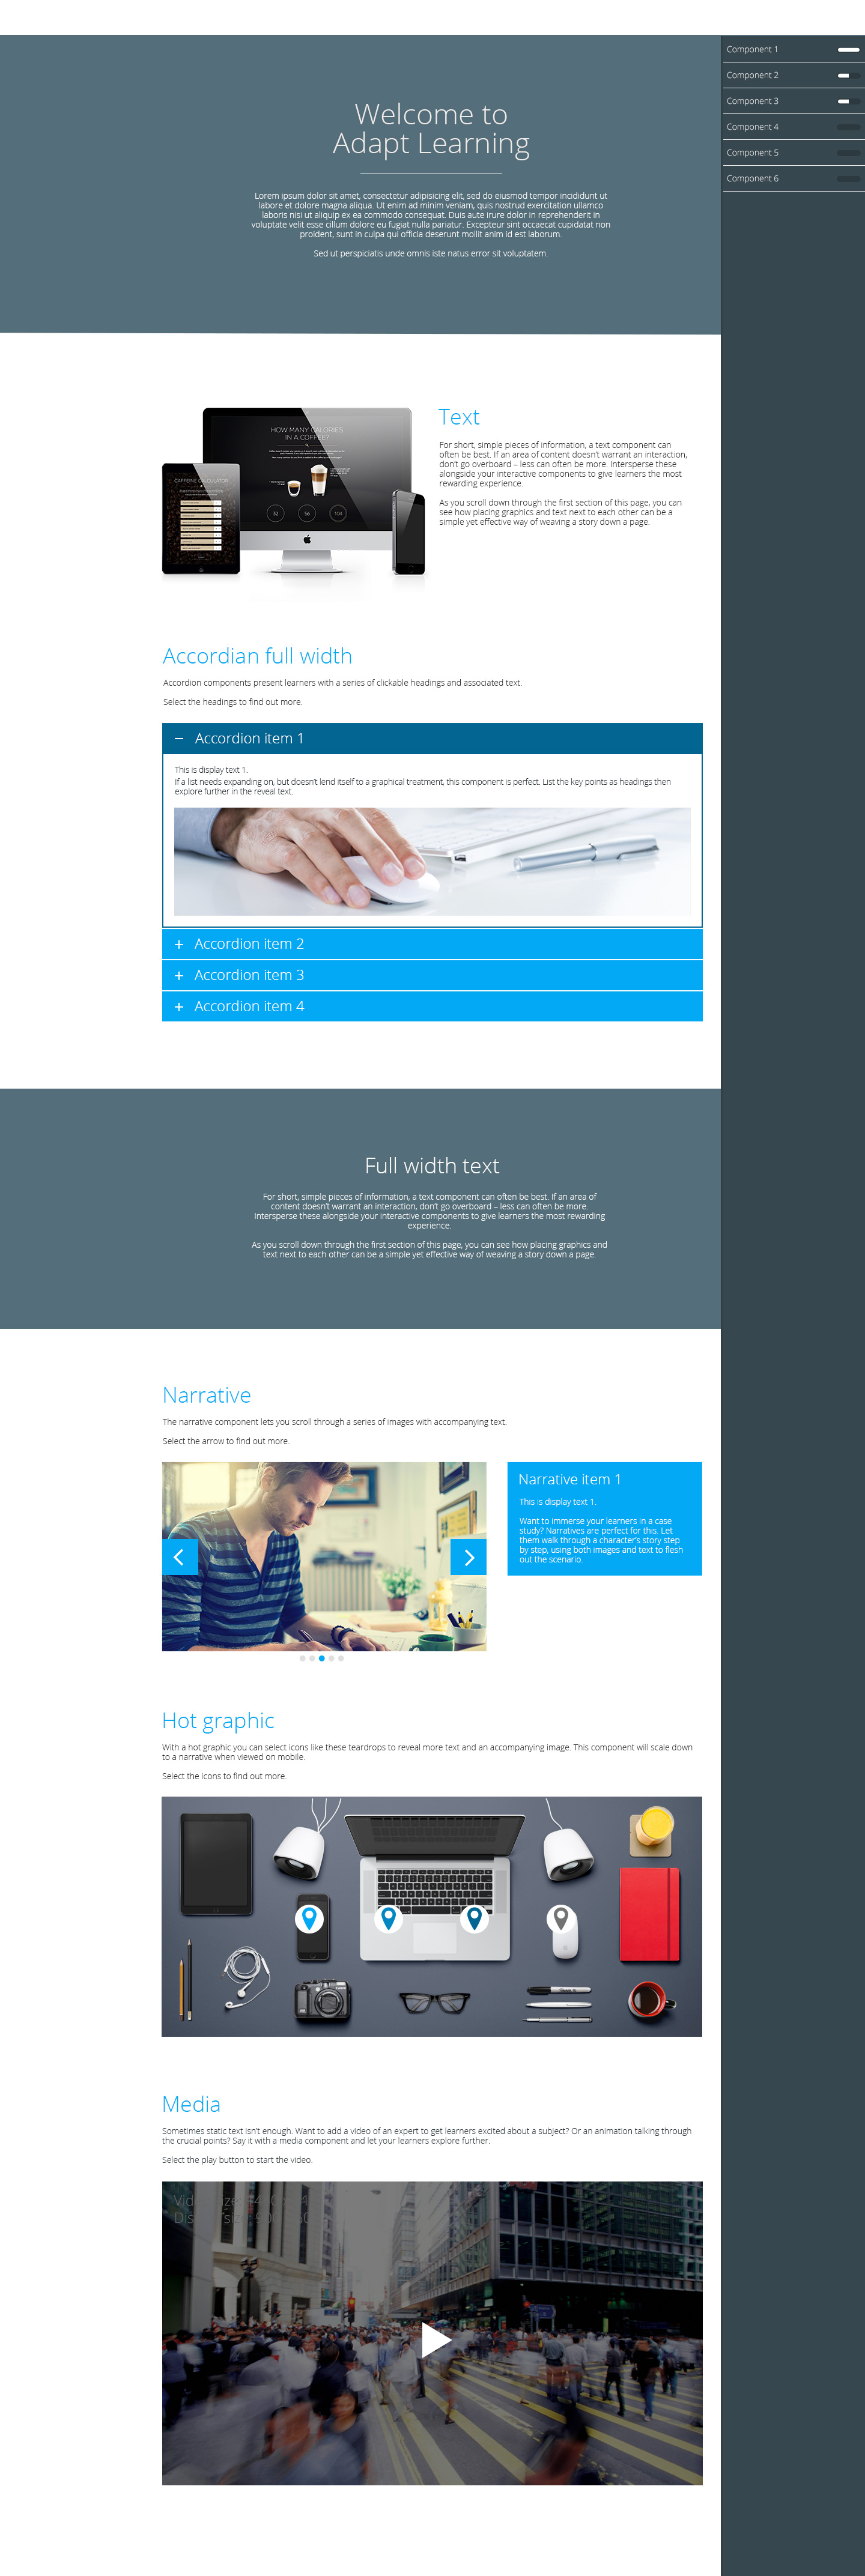 Component 1
Component 2
Component 3
Component 4
Component 5
Component 6
Welcome to
Adapt Learning
Lorem ipsum dolor sit amet, consectetur adipisicing elit, sed do eiusmod tempor incididunt ut
labore et dolore magna aliqua. Ut enim ad minim veniam, quis nostrud exercitation ullamco
laboris nisi ut aliquip ex ea commodo consequat. Duis aute irure dolor in reprehenderit in
voluptate velit esse cillum dolore eu fugiat nulla pariatur. Excepteur sint occaecat cupidatat non
proident, sunt in culpa qui officia deserunt mollit anim id est laborum.
Sed ut perspiciatis unde omnis iste natus error sit voluptatem.
HOW MANY CALORIES
IN A COFFEE?
32 56 10K
CAFFEINE CALCULATOR
Text
For short, simple pieces of information, a text component can
often be best. If an area of content doesn't warrant an interaction,
don't go overboard – less can often be more. Intersperse these
alongside your interactive components to give learners the most
rewarding experience.
As you scroll down through the first section of this page, you can
see how placing graphics and text next to each other can be a
simple yet effective way of weaving a story down a page.
Accordian full width
Accordion components present learners with a series of clickable headings and associated text.
Select the headings to find out more.
Accordion item 1
This is display text 1.
If a list needs expanding on, but doesn't lend itself to a graphical treatment, this component is perfect. List the key points as headings then
explore further in the reveal text.
Accordion item 2
Accordion item 3
Accordion item 4
Full width text
For short, simple pieces of information, a text component can often be best. If an area of
content doesn't warrant an interaction, don't go overboard – less can often be more.
Intersperse these alongside your interactive components to give learners the most rewarding
experience.
As you scroll down through the first section of this page, you can see how placing graphics and
text next to each other can be a simple yet effective way of weaving a story down a page.
Narrative
The narrative component lets you scroll through a series of images with accompanying text.
Select the arrow to find out more.
Narrative item 1
This is display text 1.
Want to immerse your learners in a case
study? Narratives are perfect for this. Let
them walk through a character's story step
by step, using both images and text to flesh
out the scenario.
Hot graphic
With a hot graphic you can select icons like these teardrops to reveal more text and an accompanying image. This component will scale down
to a narrative when viewed on mobile.
Select the icons to find out more.
Media
Sometimes static text isn't enough. Want to add a video of an expert to get learners excited about a subject? Or an animation talking through
the crucial points? Say it with a media component and let your learners explore further.
Select the play button to start the video.